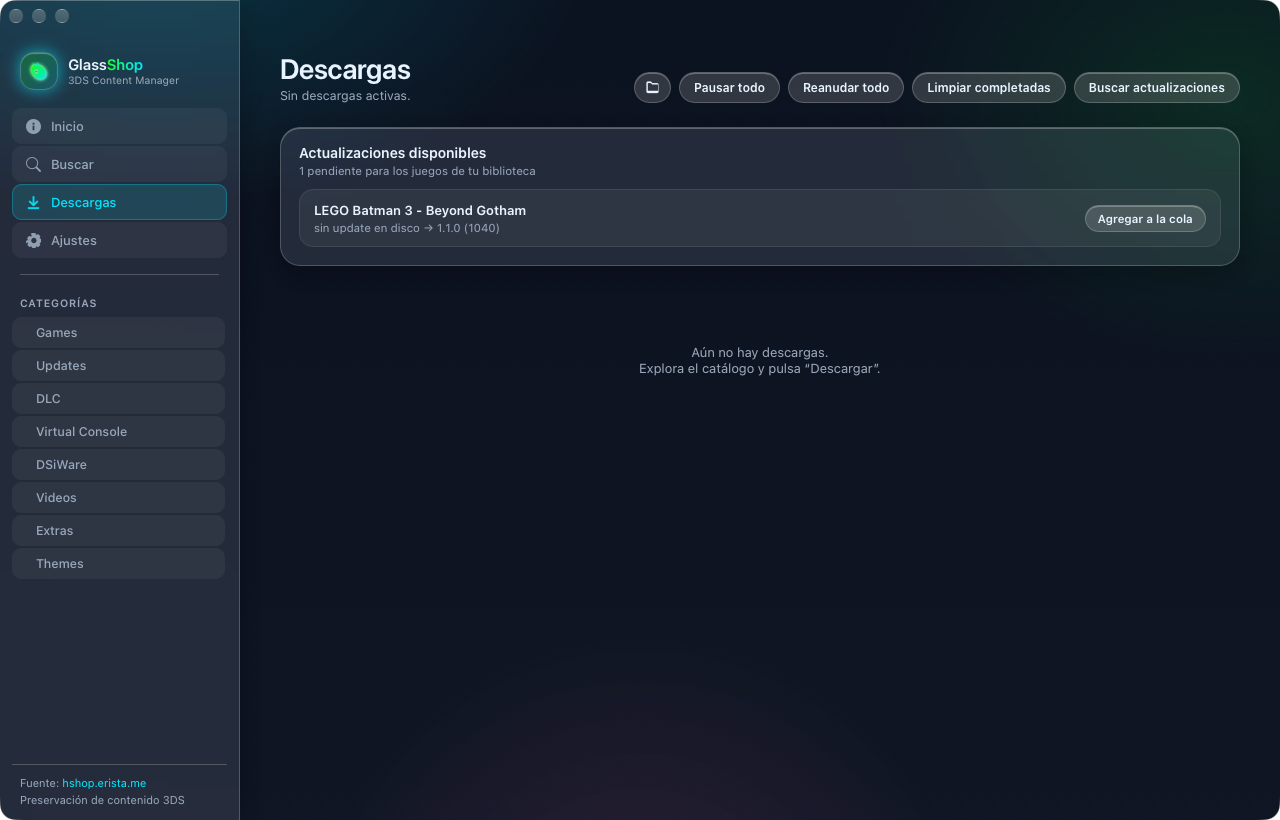 GlassShop
3DS Content Manager
Inicio
Buscar
Descargas
Ajustes
CATEGORÍAS
Games
Updates
DLC
Virtual Console
DSiWare
Videos
Extras
Themes
Fuente: hshop.erista.me
Preservación de contenido 3DS
Descargas
Sin descargas activas.
Pausar todo
Reanudar todo
Limpiar completadas
Buscar actualizaciones
Actualizaciones disponibles
1 pendiente para los juegos de tu biblioteca
LEGO Batman 3 - Beyond Gotham
sin update en disco → 1.1.0 (1040)
Agregar a la cola
Aún no hay descargas.
Explora el catálogo y pulsa “Descargar”.